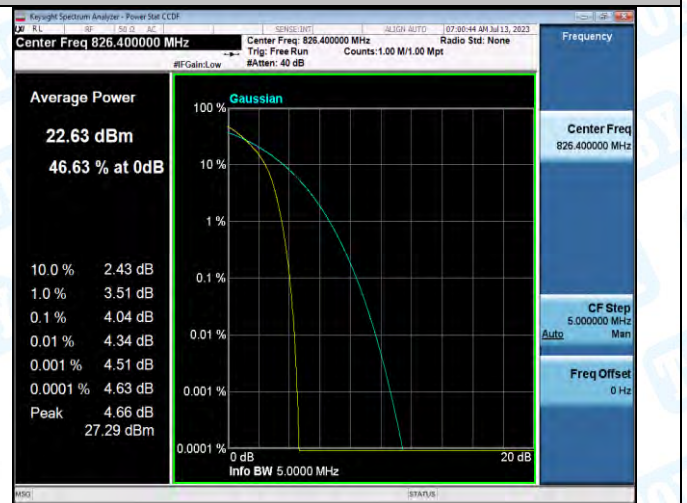 Keysight Spectrum Analyzer - Power Stat CCDF
RL RF 50 Ω AC SENSE:INT ALIGN AUTO 07:00:44 AM Jul 13, 2023
Center Freq 826.400000 MHz
Center Freq: 826.400000 MHz Radio Std: None
Trig: Free Run Counts:1.00 M/1.00 Mpt
#IFGain:Low #Atten: 40 dB
Frequency
Average Power
22.63 dBm
46.63 % at 0dB
10.0 % 2.43 dB
1.0 % 3.51 dB
0.1 % 4.04 dB
0.01 % 4.34 dB
0.001 % 4.51 dB
0.0001 % 4.63 dB
Peak 4.66 dB
27.29 dBm
Gaussian
100 %
10 %
1 %
0.1 %
0.01 %
0.001 %
0.0001 %
0 dB 20 dB
Info BW 5.0000 MHz
Center Freq
826.400000 MHz
CF Step
5.000000 MHz
Auto Man
Freq Offset
0 Hz
MSG STATUS